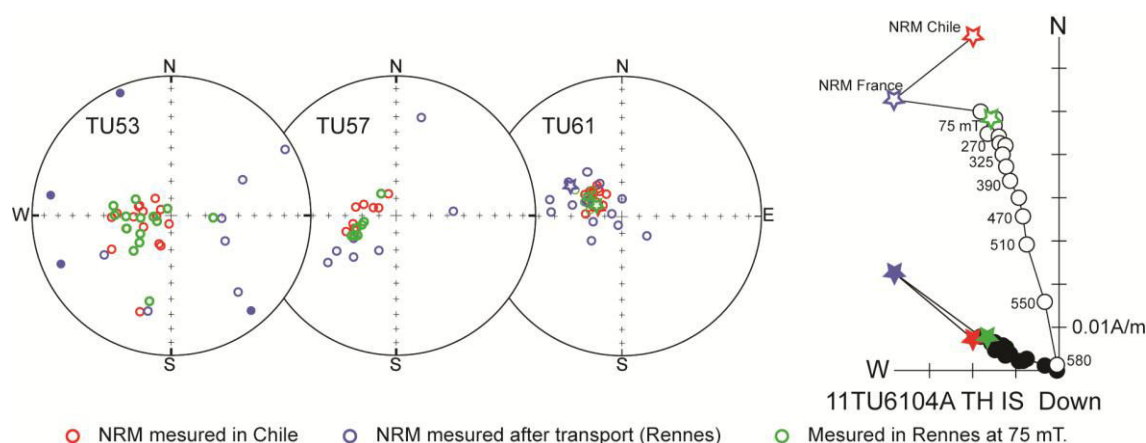 N
TU53
W
S
N
TU57
S
N
TU61
E
S
NRM Chile
N
NRM France
75 mT
270
325
390
470
510
550
0.01A/m
580
W
11TU6104A TH IS Down
NRM mesured in Chile
NRM mesured after transport (Rennes)
Mesured in Rennes at 75 mT.